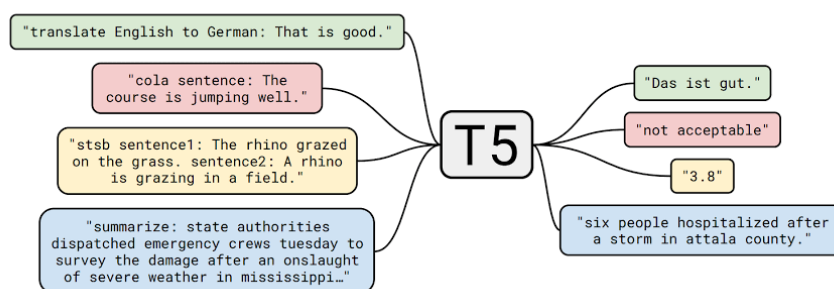 "translate English to German: That is good."
"cola sentence: The
course is jumping well."
"stsb sentence1: The rhino grazed
on the grass. sentence2: A rhino
is grazing in a field."
"summarize: state authorities
dispatched emergency crews tuesday to
survey the damage after an onslaught
of severe weather in mississippi…"
T5
"Das ist gut."
"not acceptable"
"3.8"
"six people hospitalized after
a storm in attala county."